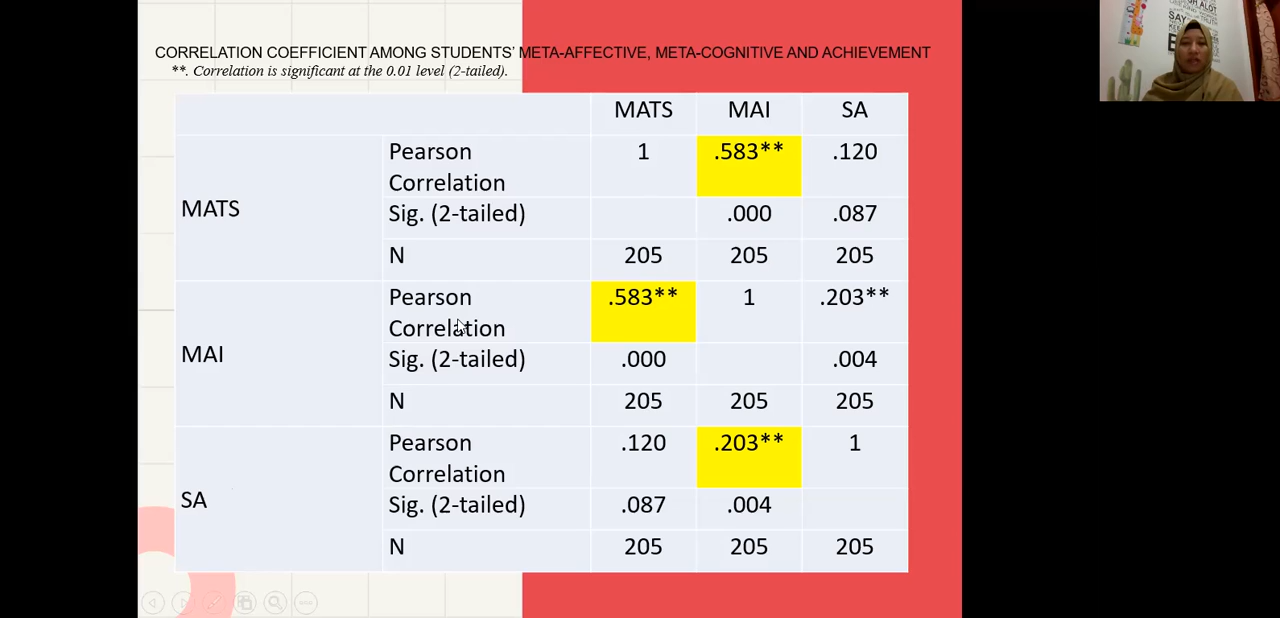 CORRELATION COEFFICIENT AMONG STUDENTS' META-AFFECTIVE, META-COGNITIVE AND ACHIEVEMENT
**. Correlation is significant at the 0.01 level (2-tailed).
MATS MAI SA
MATS Pearson Correlation 1 .583** .120
Sig. (2-tailed) .000 .087
N 205 205 205
MAI Pearson Correlation .583** 1 .203**
Sig. (2-tailed) .000 .004
N 205 205 205
SA Pearson Correlation .120 .203** 1
Sig. (2-tailed) .087 .004
N 205 205 205
SAY